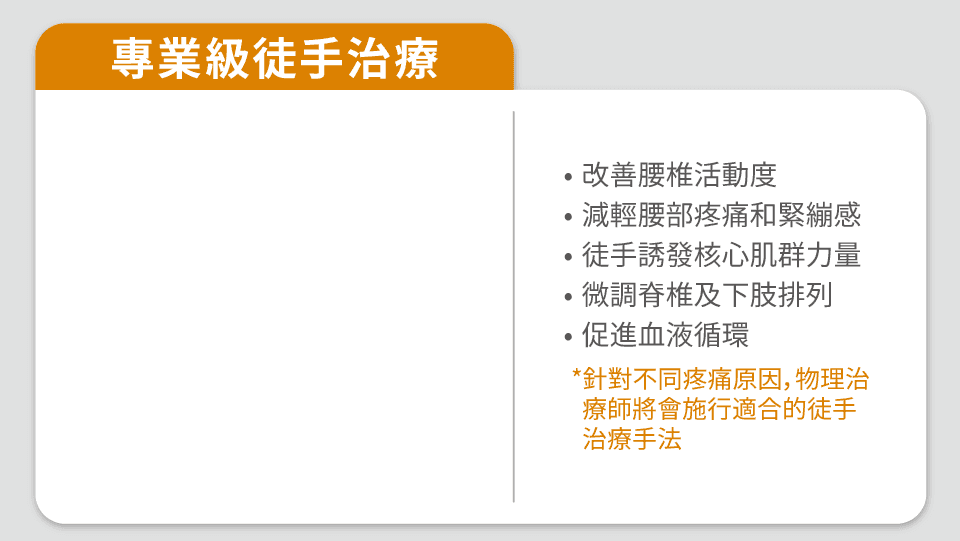 專業級徒手治療
• 改善腰椎活動度
• 減輕腰部疼痛和緊繃感
• 徒手誘發核心肌群力量
• 微調脊椎及下肢排列
• 促進血液循環
*針對不同疼痛原因，物理治
療師將會施行適合的徒手
治療手法